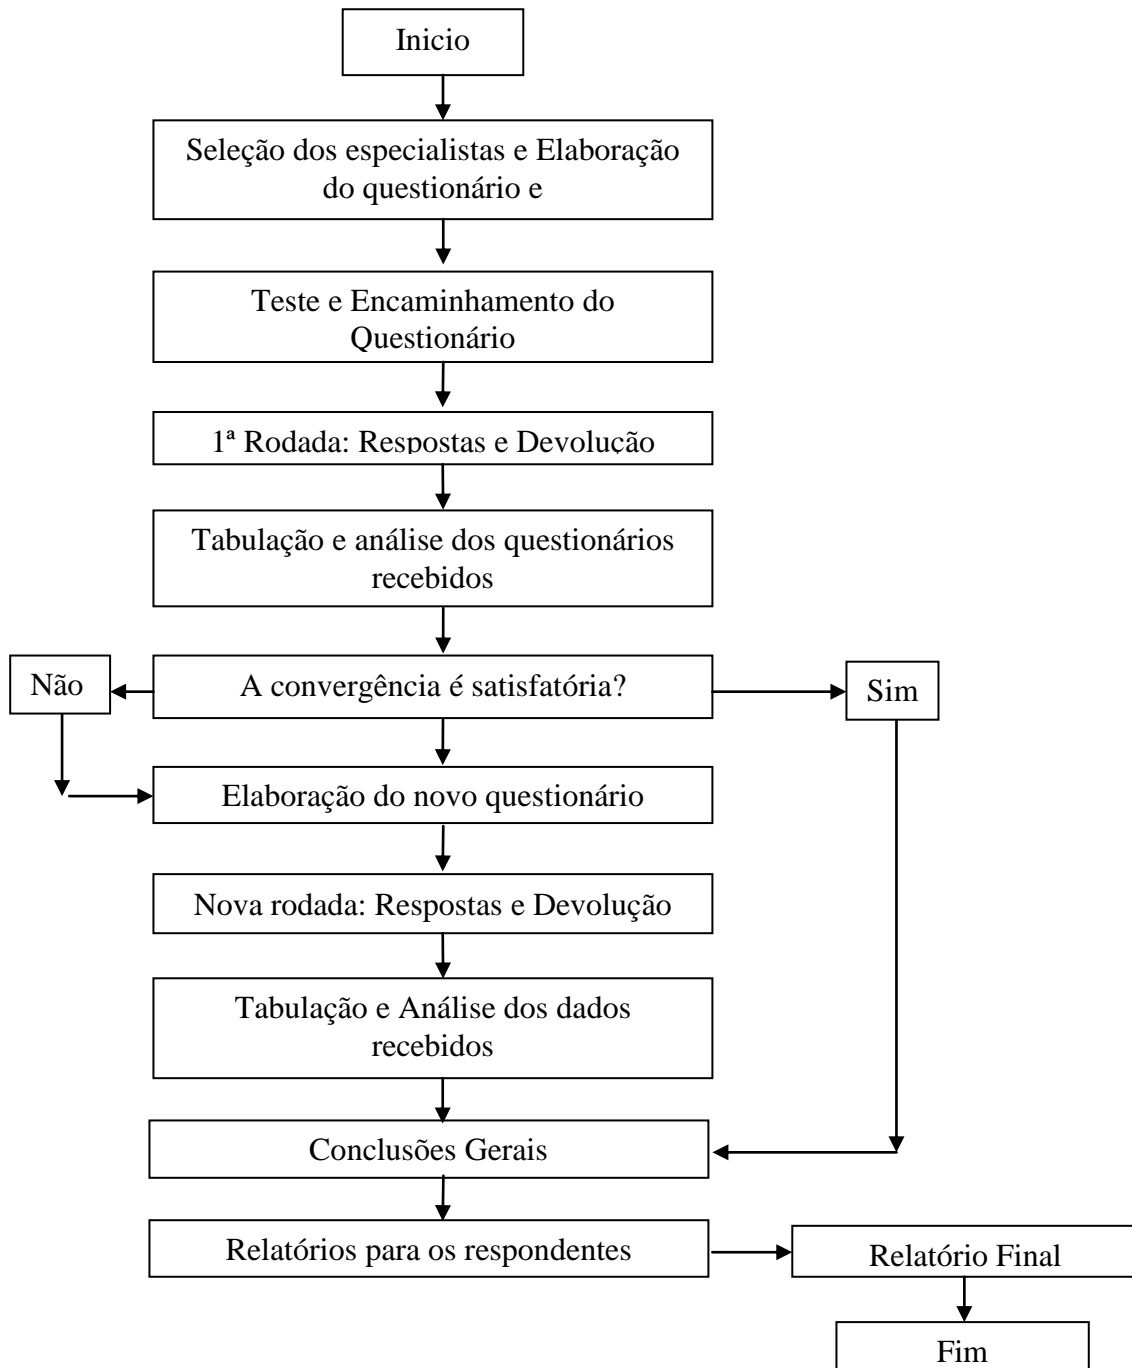 Inicio
Seleção dos especialistas e Elaboração
do questionário e
Teste e Encaminhamento do
Questionário
1ª Rodada: Respostas e Devolução
Tabulação e análise dos questionários
recebidos
Não
A convergência é satisfatória?
Sim
Elaboração do novo questionário
Nova rodada: Respostas e Devolução
Tabulação e Análise dos dados
recebidos
Conclusões Gerais
Relatórios para os respondentes
Relatório Final
Fim